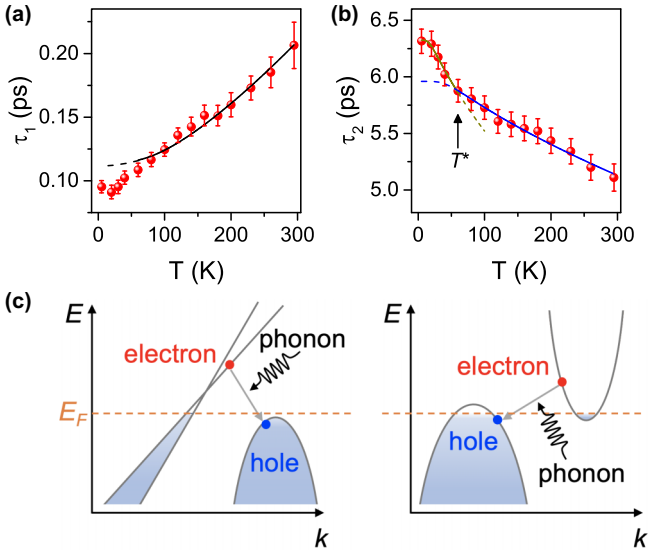 (a)
0.20
0.15
0.10
τ1 (ps)
0
100
200
300
T (K)
(b)
6.5
6.0
5.5
5.0
τ2 (ps)
T*
0
100
200
300
T (K)
(c)
E
electron
phonon
EF
hole
k
E
electron
hole
phonon
k